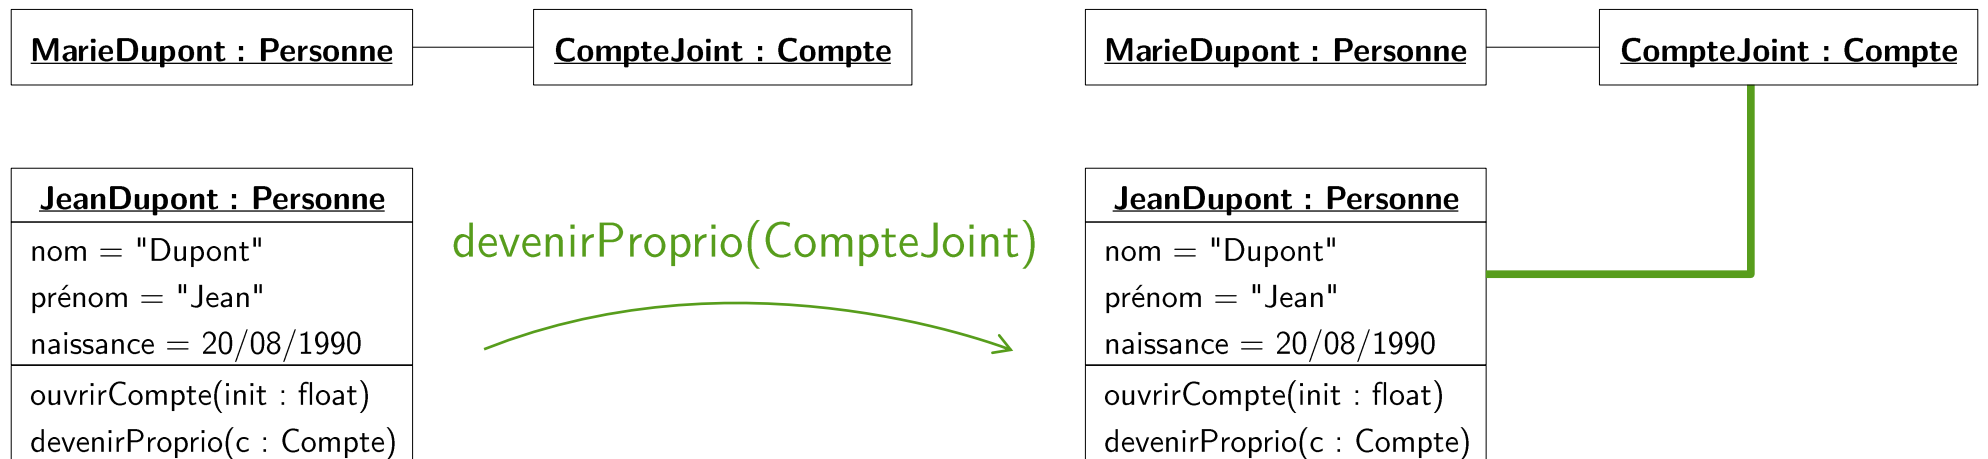 MarieDupont : Personne
CompteJoint : Compte
MarieDupont : Personne
CompteJoint : Compte
JeanDupont : Personne
nom = "Dupont"
prénom = "Jean"
naissance = 20/08/1990
ouvrirCompte(init : float)
devenirProprio(c : Compte)
devenirProprio(CompteJoint)
JeanDupont : Personne
nom = "Dupont"
prénom = "Jean"
naissance = 20/08/1990
ouvrirCompte(init : float)
devenirProprio(c : Compte)